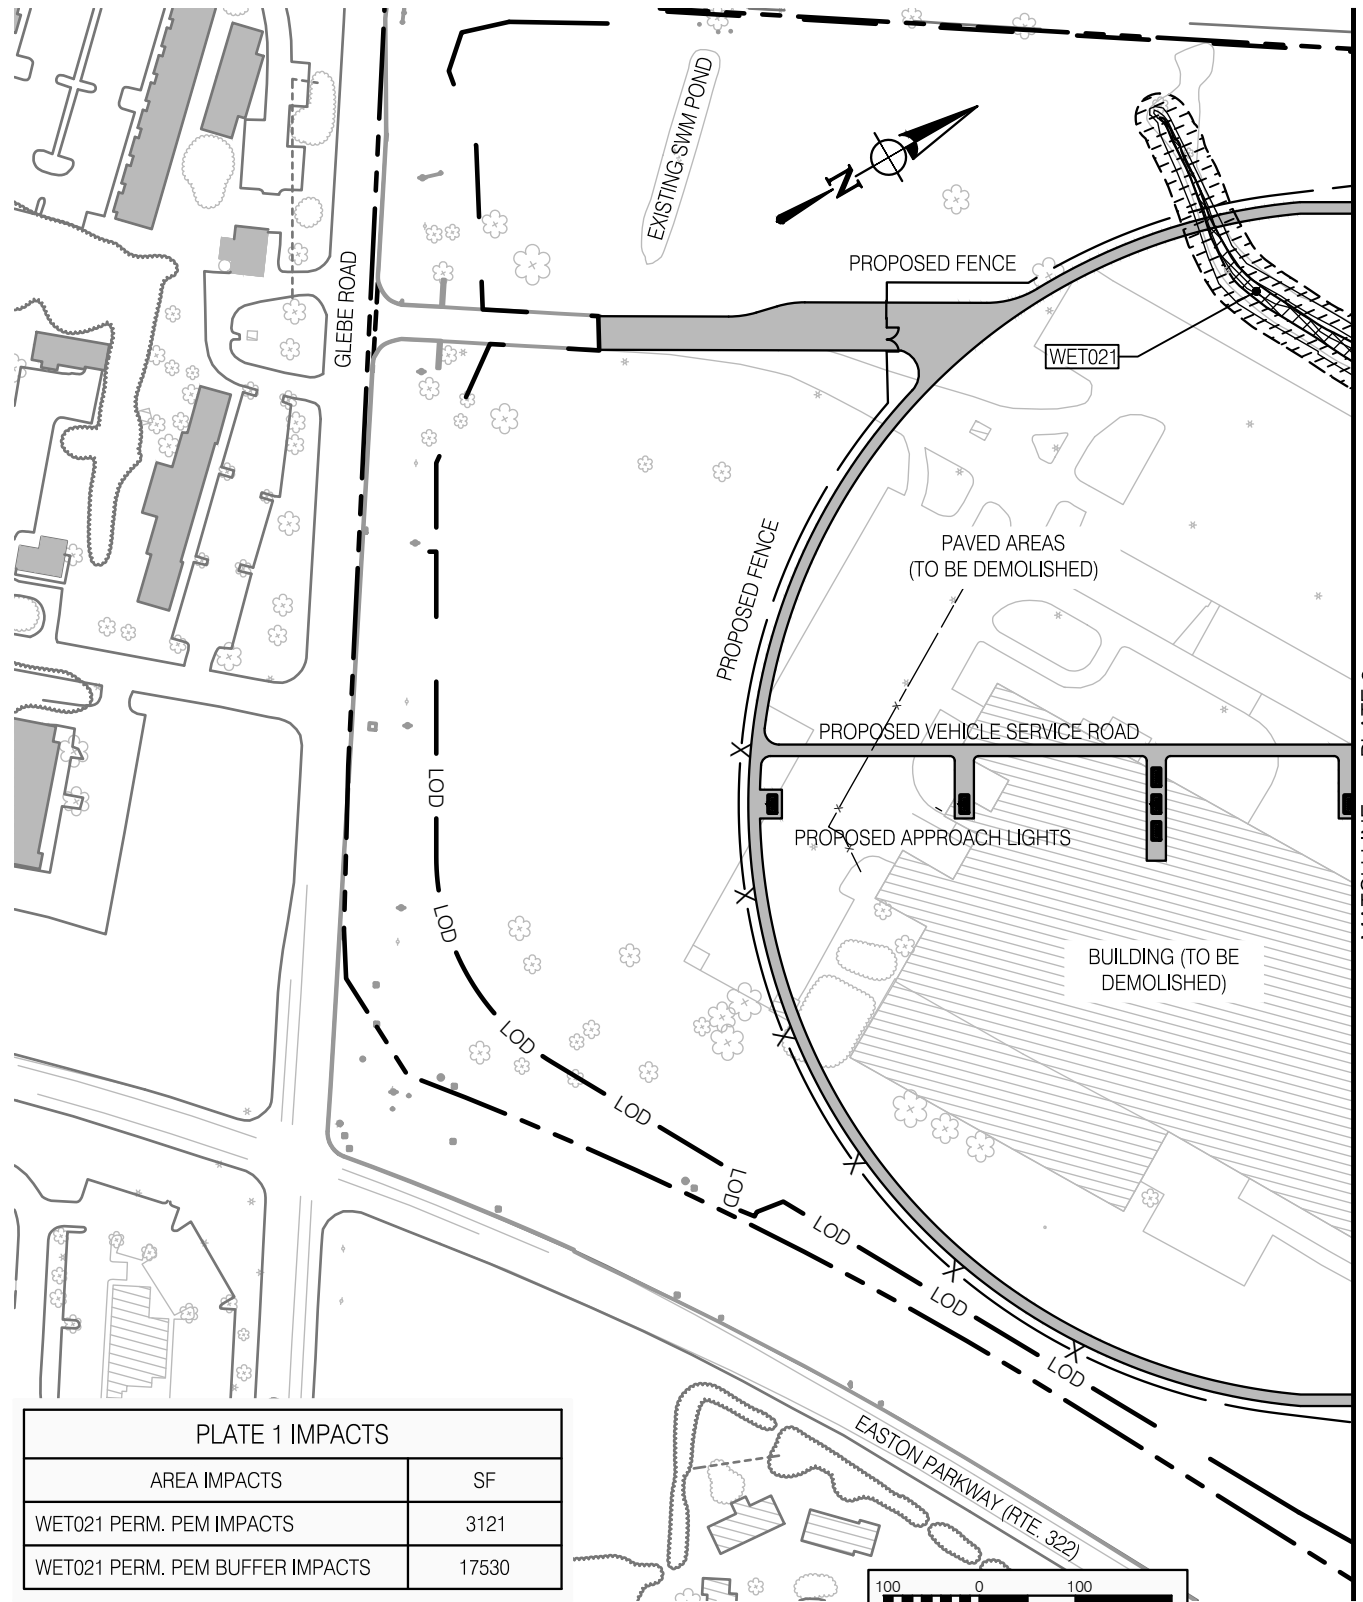 EXISTING SWM POND
N
PROPOSED FENCE
GLEBE ROAD
WET021
PAVED AREAS
(TO BE DEMOLISHED)
PROPOSED FENCE
PROPOSED VEHICLE SERVICE ROAD
LOD
PROPOSED APPROACH LIGHTS
LOD
BUILDING (TO BE
DEMOLISHED)
LOD
LOD
LOD
LOD
LOD
LOD
EASTON PARKWAY (RTE. 322)
PLATE 1 IMPACTS
AREA IMPACTS SF
WET021 PERM. PEM IMPACTS 3121
WET021 PERM. PEM BUFFER IMPACTS 17530
100 0 100